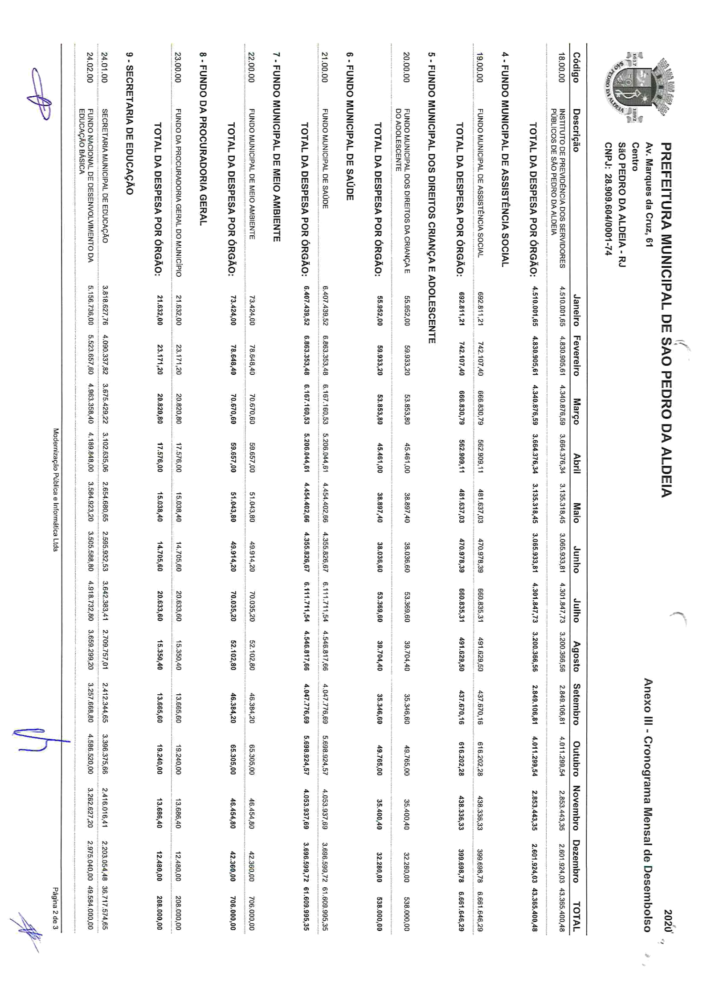 PREFEITURA MUNICIPAL DE SAO PEDRO DA ALDEIA
2020
Av. Marques da Cruz, 61
Anexo III - Cronograma Mensal de Desembolso
Centro
SãO PEDRO DA ALDEIA - RJ
CNPJ: 28.909.604/0001-74
1617 1892
SÃO PEDRO DA ALDEIA
Código Descrição Janeiro Fevereiro Março Abril Maio Junho Julho Agosto Setembro Outubro Novembro Dezembro TOTAL
18.00.00 INSTITUTO DE PREVIDÊNCIA DOS SERVIDORES 4.510.001,65 4.830.905,61 4.340.876,59 3.664.376,34 3.135.318,45 3.065.933,81 4.301.847,73 3.200.366,56 2.849.106,81 4.011.299,54 2.853.443,35 2.601.924,03 43.365.400,48
PÚBLICOS DE SÃO PEDRO DA ALDEIA
TOTAL DA DESPESA POR ÓRGÃO: 4.510.001,65 4.830.905,61 4.340.876,59 3.664.376,34 3.135.318,45 3.065.933,81 4.301.847,73 3.200.366,56 2.849.106,81 4.011.299,54 2.853.443,35 2.601.924,03 43.365.400,48
4 - FUNDO MUNICIPAL DE ASSISTÊNCIA SOCIAL
19.00.00 FUNDO MUNICIPAL DE ASSISTÊNCIA SOCIAL 692.811,21 742.107,40 666.830,79 562.909,11 481.637,03 470.978,39 660.835,31 491.629,50 437.670,16 616.202,28 438.336,33 399.698,78 6.661.646,29
TOTAL DA DESPESA POR ÓRGÃO: 692.811,21 742.107,40 666.830,79 562.909,11 481.637,03 470.978,39 660.835,31 491.629,50 437.670,16 616.202,28 438.336,33 399.698,78 6.661.646,29
5 - FUNDO MUNICIPAL DOS DIREITOS CRIANÇA E ADOLESCENTE
20.00.00 FUNDO MUNICIPAL DOS DIREITOS DA CRIANÇA E 55.952,00 59.933,20 53.853,80 45.461,00 38.897,40 38.036,60 53.369,60 39.704,40 35.346,60 49.765,00 35.400,40 32.280,00 538.000,00
DO ADOLESCENTE
TOTAL DA DESPESA POR ÓRGÃO: 55.952,00 59.933,20 53.853,80 45.461,00 38.897,40 38.036,60 53.369,60 39.704,40 35.346,60 49.765,00 35.400,40 32.280,00 538.000,00
6 - FUNDO MUNICIPAL DE SAÚDE
21.00.00 FUNDO MUNICIPAL DE SAÚDE 6.407.439,52 6.863.353,48 6.167.160,53 5.206.044,61 4.454.402,66 4.355.826,67 6.111.711,54 4.546.817,66 4.047.776,69 5.698.924,57 4.053.937,69 3.696.599,72 61.609.995,35
TOTAL DA DESPESA POR ÓRGÃO: 6.407.439,52 6.863.353,48 6.167.160,53 5.206.044,61 4.454.402,66 4.355.826,67 6.111.711,54 4.546.817,66 4.047.776,69 5.698.924,57 4.053.937,69 3.696.599,72 61.609.995,35
7 - FUNDO MUNICIPAL DE MEIO AMBIENTE
22.00.00 FUNDO MUNICIPAL DE MEIO AMBIENTE 73.424,00 78.648,40 70.670,60 59.657,00 51.043,80 49.914,20 70.035,20 52.102,80 46.384,20 65.305,00 46.454,80 42.360,00 706.000,00
TOTAL DA DESPESA POR ÓRGÃO: 73.424,00 78.648,40 70.670,60 59.657,00 51.043,80 49.914,20 70.035,20 52.102,80 46.384,20 65.305,00 46.454,80 42.360,00 706.000,00
8 - FUNDO DA PROCURADORIA GERAL
23.00.00 FUNDO DA PROCURADORIA GERAL DO MUNICÍPIO 21.632,00 23.171,20 20.820,80 17.576,00 15.038,40 14.705,60 20.633,60 15.350,40 13.665,60 19.240,00 13.686,40 12.480,00 208.000,00
TOTAL DA DESPESA POR ÓRGÃO: 21.632,00 23.171,20 20.820,80 17.576,00 15.038,40 14.705,60 20.633,60 15.350,40 13.665,60 19.240,00 13.686,40 12.480,00 208.000,00
9 - SECRETARIA DE EDUCAÇÃO
24.01.00 SECRETARIA MUNICIPAL DE EDUCAÇÃO 3.818.627,76 4.090.337,82 3.675.429,22 3.102.635,06 2.654.680,65 2.595.932,53 3.642.383,41 2.709.757,01 2.412.344,65 3.396.375,66 2.416.016,41 2.203.054,48 36.717.574,65
24.02.00 FUNDO NACIONAL DE DESENVOLVIMENTO DA 5.156.736,00 5.523.657,60 4.963.358,40 4.189.848,00 3.584.923,20 3.505.588,80 4.918.732,80 3.659.299,20 3.257.668,80 4.586.520,00 3.262.627,20 2.975.040,00 49.584.000,00
EDUCAÇÃO BÁSICA
Modernização Pública e Informática Ltda
Página 2 de 3